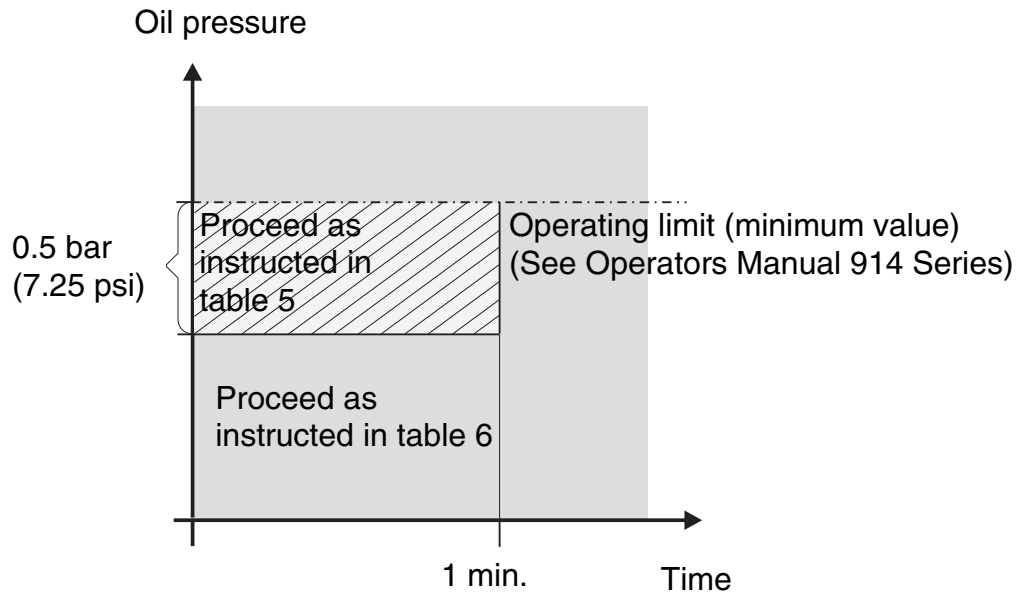 Oil pressure
0.5 bar
(7.25 psi)
Proceed as
instructed in
table 5
Operating limit (minimum value)
(See Operators Manual 914 Series)
Proceed as
instructed in table 6
1 min.
Time